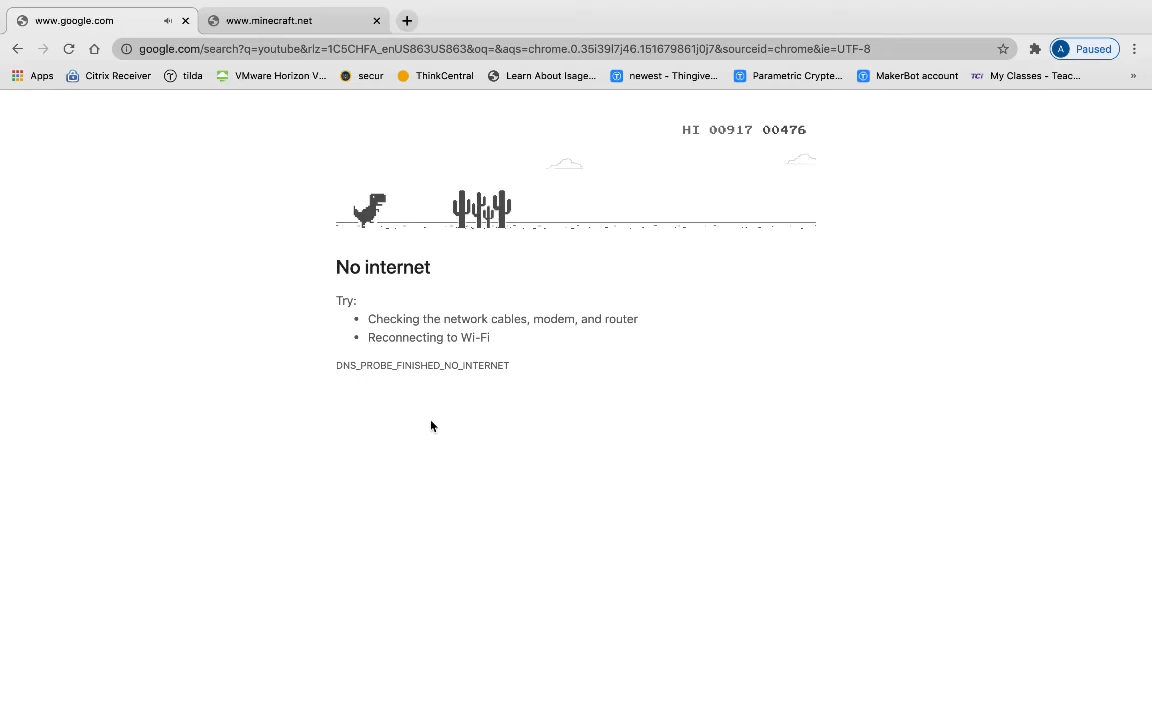 www.google.com
www.minecraft.net
google.com/search?q=youtube&rlz=1C5CHFA_enUS863US863&oq=&aqs=chrome.0.35i39l7j46.151679861j0j7&sourceid=chrome&ie=UTF-8
A Paused
Apps Citrix Receiver tilda VMware Horizon V... secur ThinkCentral Learn About Isage... newest - Thingive... Parametric Crypte... MakerBot account TCi My Classes - Teac... »
HI 00917 00476
No internet
Try:
• Checking the network cables, modem, and router
• Reconnecting to Wi-Fi
DNS_PROBE_FINISHED_NO_INTERNET